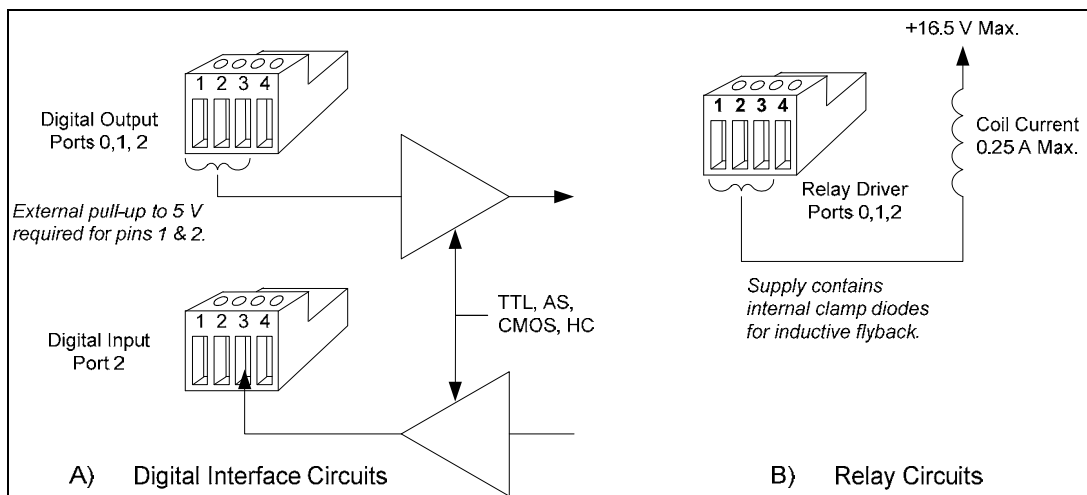 1 2 3 4
Digital Output
Ports 0,1, 2
External pull-up to 5 V
required for pins 1 & 2.
1 2 3 4
Digital Input
Port 2
TTL, AS,
CMOS, HC
A) Digital Interface Circuits
+16.5 V Max.
1 2 3 4
Coil Current
0.25 A Max.
Relay Driver
Ports 0,1,2
Supply contains
internal clamp diodes
for inductive flyback.
B) Relay Circuits